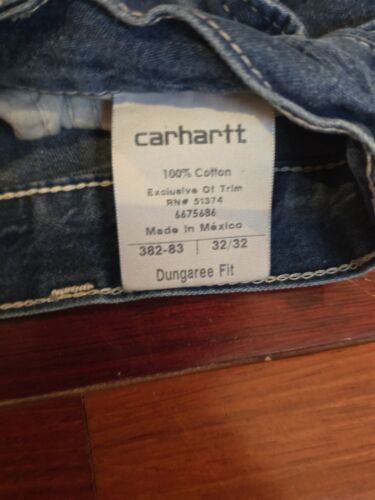 carhartt
100% Cotton
Exclusive Of Trim
RN# 51374
6675686
Made in México
382-83 32/32
Dungaree Fit